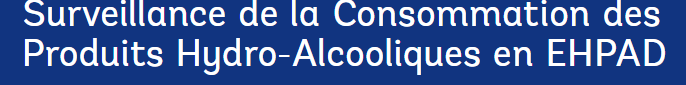 Surveillance de la Consommation des
Produits Hydro-Alcooliques en EHPAD